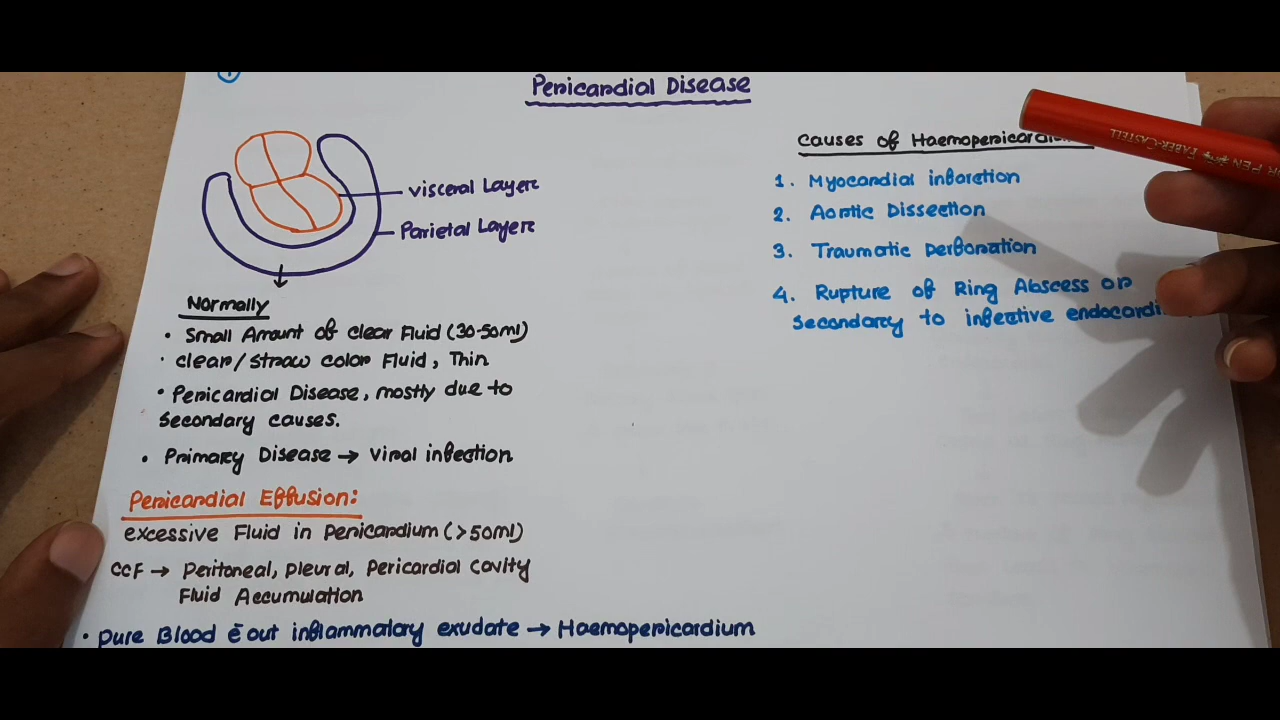 Pericardial Disease
visceral Layer
Parietal Layer
Normally
• Small Amount of clear Fluid (30-50ml)
• clear/straw color Fluid, Thin
• Pericardial Disease, mostly due to
secondary causes.
• Primary Disease → Viral infection
Pericardial Effusion:
excessive Fluid in Pericardium (>50ml)
CCF → Peritoneal, pleural, Pericardial cavity
Fluid Accumulation
• Pure Blood c̄ out inflammatory exudate → Haemopericardium
causes of
1. Myocardial infarction
2. Aortic Dissection
3. Traumatic perforation
4. Rupture of Ring Abscess or
secondary to infective
PEN FABER-CASTELL